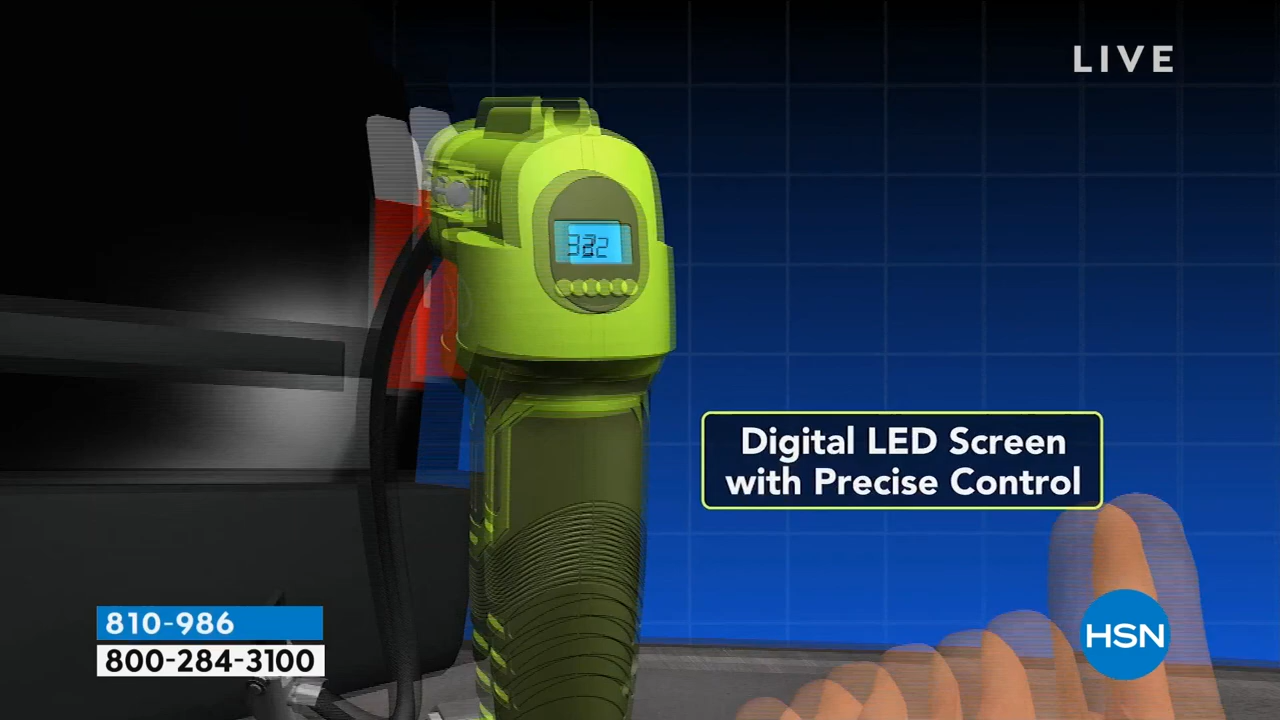 LIVE
Digital LED Screen
with Precise Control
810-986
800-284-3100
HSN